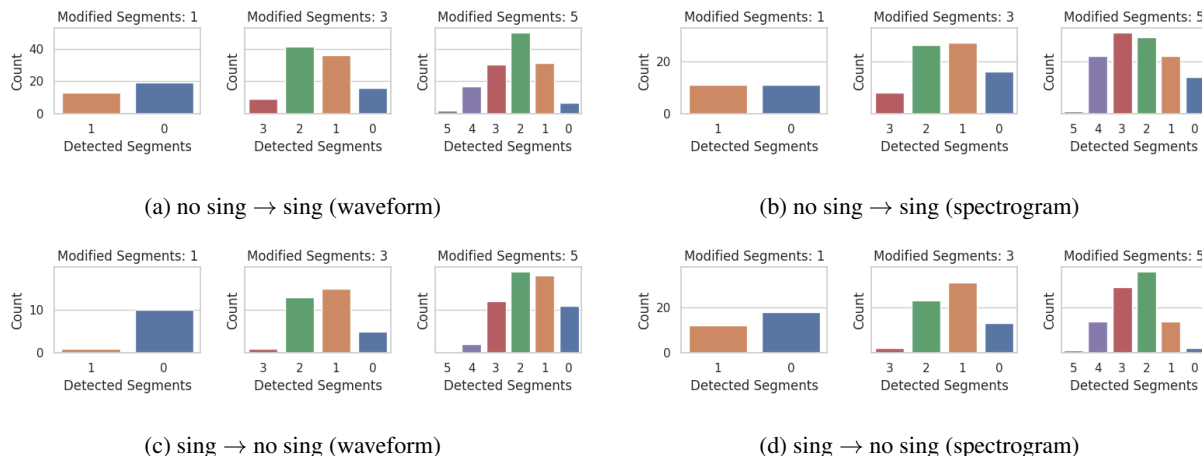 Modified Segments: 1
Modified Segments: 3
Modified Segments: 5
Count
40
20
0
1 0
Detected Segments
Count
3 2 1 0
Detected Segments
Count
5 4 3 2 1 0
Detected Segments
(a) no sing → sing (waveform)
Modified Segments: 1
Modified Segments: 3
Modified Segments: 5
Count
20
0
1 0
Detected Segments
Count
3 2 1 0
Detected Segments
Count
5 4 3 2 1 0
Detected Segments
(b) no sing → sing (spectrogram)
Modified Segments: 1
Modified Segments: 3
Modified Segments: 5
Count
10
0
1 0
Detected Segments
Count
3 2 1 0
Detected Segments
Count
5 4 3 2 1 0
Detected Segments
(c) sing → no sing (waveform)
Modified Segments: 1
Modified Segments: 3
Modified Segments: 5
Count
20
0
1 0
Detected Segments
Count
3 2 1 0
Detected Segments
Count
5 4 3 2 1 0
Detected Segments
(d) sing → no sing (spectrogram)